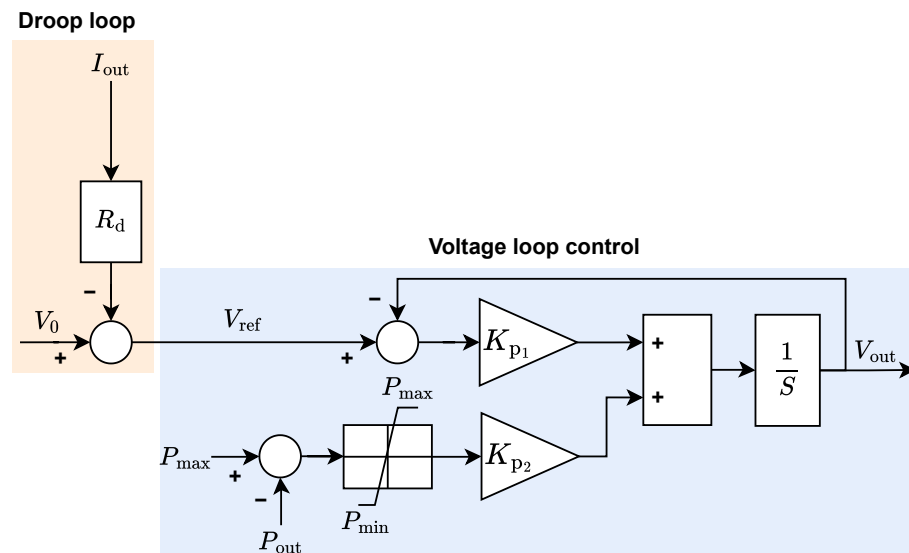 Droop loop
I_out
R_d
−
V_0
+
Voltage loop control
V_ref
−
+
K_p1
+
V_out
1/S
+
P_max
P_max
+
−
K_p2
P_min
P_out